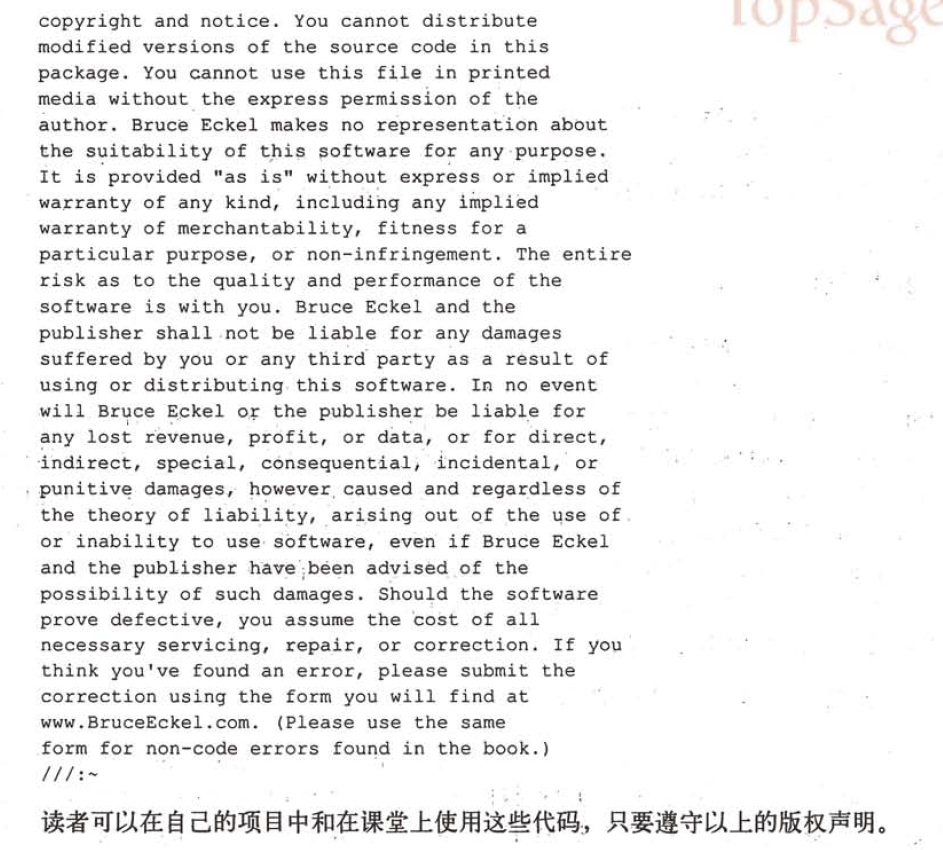 TopSage
copyright and notice. You cannot distribute
modified versions of the source code in this
package. You cannot use this file in printed
media without the express permission of the
author. Bruce Eckel makes no representation about
the suitability of this software for any purpose.
It is provided "as is" without express or implied
warranty of any kind, including any implied
warranty of merchantability, fitness for a
particular purpose, or non-infringement. The entire
risk as to the quality and performance of the
software is with you. Bruce Eckel and the
publisher shall not be liable for any damages
suffered by you or any third party as a result of
using or distributing this software. In no event
will Bruce Eckel or the publisher be liable for
any lost revenue, profit, or data, or for direct,
indirect, special, consequential, incidental, or
punitive damages, however caused and regardless of
the theory of liability, arising out of the use of
or inability to use software, even if Bruce Eckel
and the publisher have been advised of the
possibility of such damages. Should the software
prove defective, you assume the cost of all
necessary servicing, repair, or correction. If you
think you've found an error, please submit the
correction using the form you will find at
www.BruceEckel.com. (Please use the same
form for non-code errors found in the book.)
///:~
读者可以在自己的项目中和在课堂上使用这些代码，只要遵守以上的版权声明。